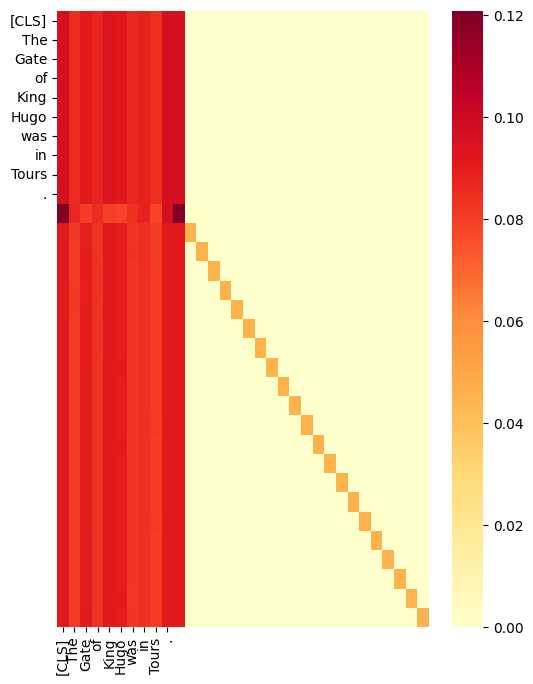 [CLS]
The
Gate
of
King
Hugo
was
in
Tours
.
[CLS]
The
Gate
of
King
Hugo
was
in
Tours
.
0.12
0.10
0.08
0.06
0.04
0.02
0.00